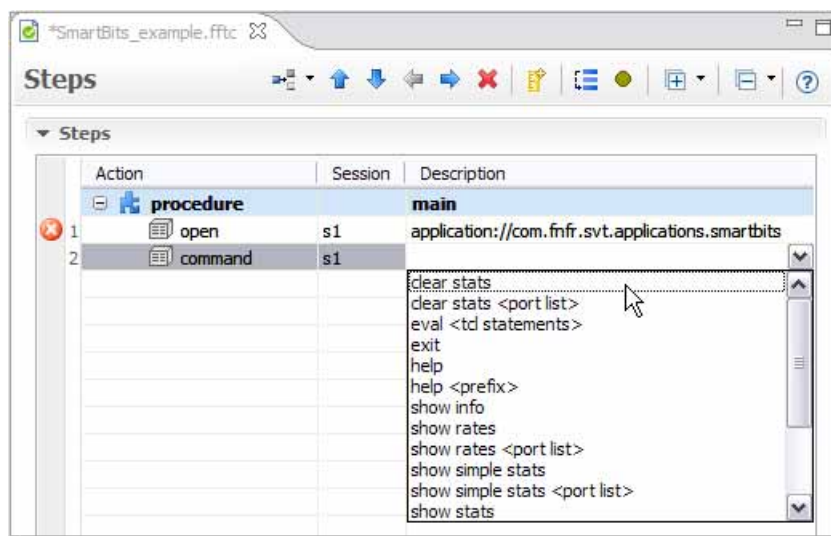 *SmartBits_example.fftc
Steps
Steps
Action Session Description
procedure main
1 open s1 application://com.fnfr.svt.applications.smartbits
2 command s1
clear stats
clear stats <port list>
eval <tcl statements>
exit
help
help <prefix>
show info
show rates
show rates <port list>
show simple stats
show simple stats <port list>
show stats